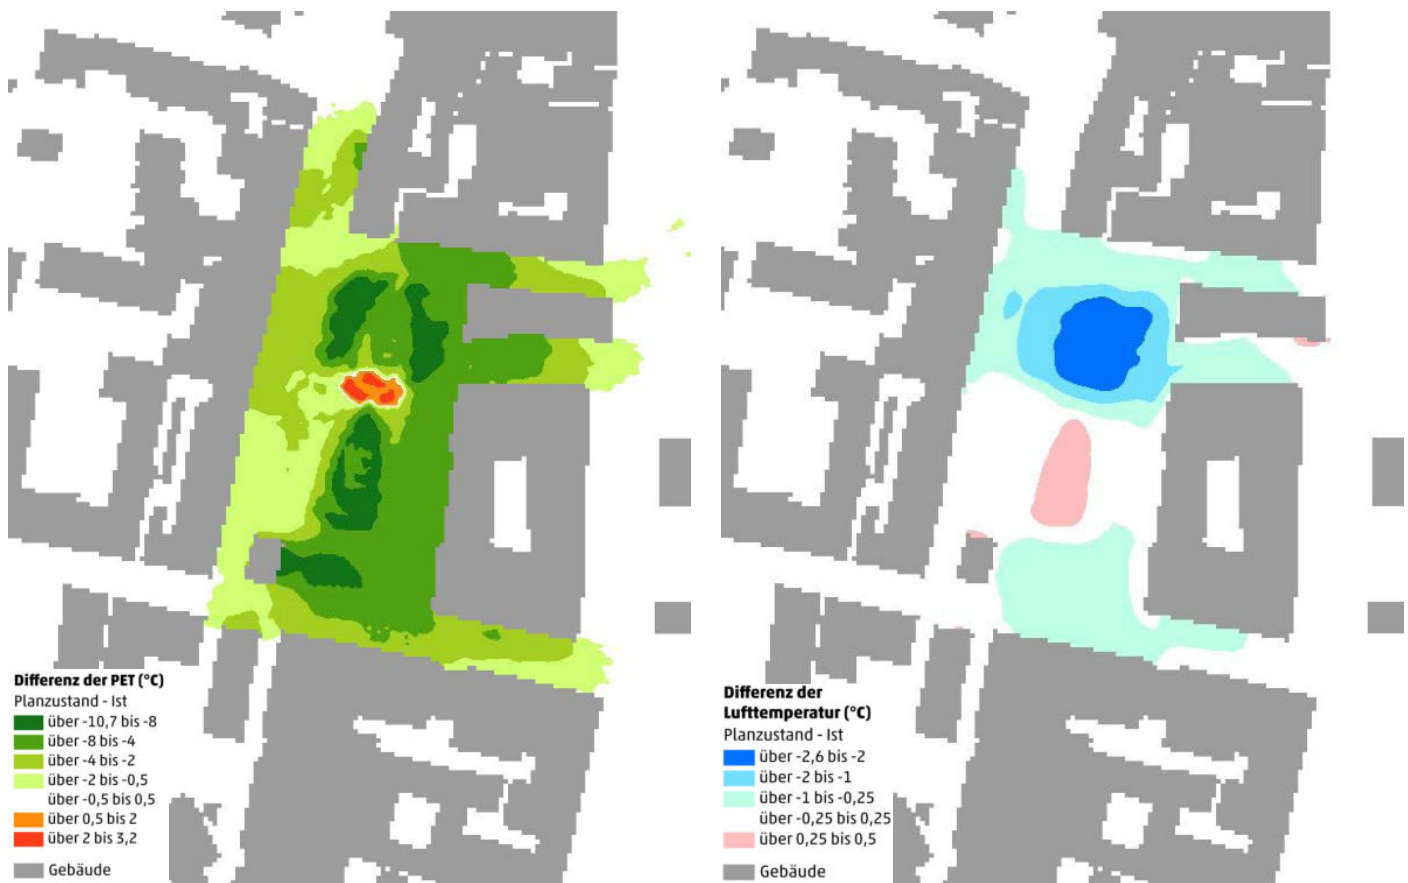 Differenz der PET (°C)
Planzustand - Ist
über -10,7 bis -8
über -8 bis -4
über -4 bis -2
über -2 bis -0,5
über -0,5 bis 0,5
über 0,5 bis 2
über 2 bis 3,2
Gebäude
Differenz der
Lufttemperatur (°C)
Planzustand - Ist
über -2,6 bis -2
über -2 bis -1
über -1 bis -0,25
über -0,25 bis 0,25
über 0,25 bis 0,5
Gebäude